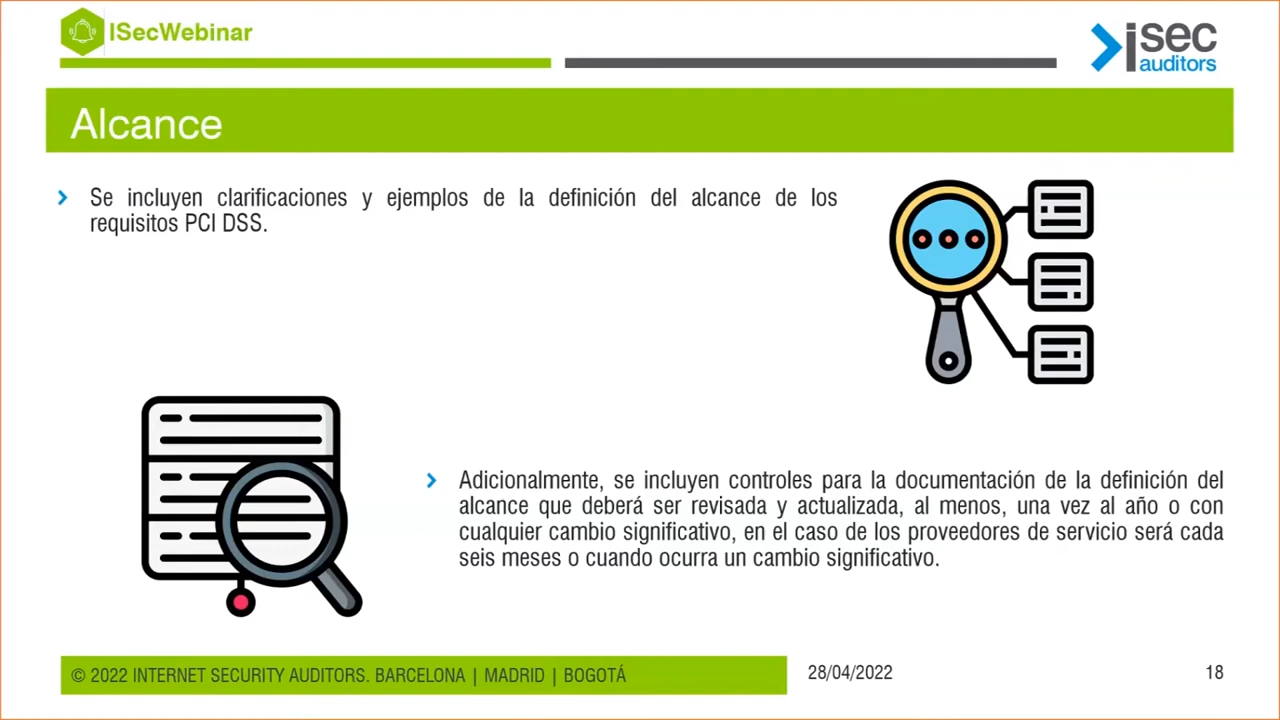 ISecWebinar
isec
auditors
Alcance
Se incluyen clarificaciones y ejemplos de la definición del alcance de los
requisitos PCI DSS.
Adicionalmente, se incluyen controles para la documentación de la definición del
alcance que deberá ser revisada y actualizada, al menos, una vez al año o con
cualquier cambio significativo, en el caso de los proveedores de servicio será cada
seis meses o cuando ocurra un cambio significativo.
© 2022 INTERNET SECURITY AUDITORS. BARCELONA | MADRID | BOGOTÁ
28/04/2022
18